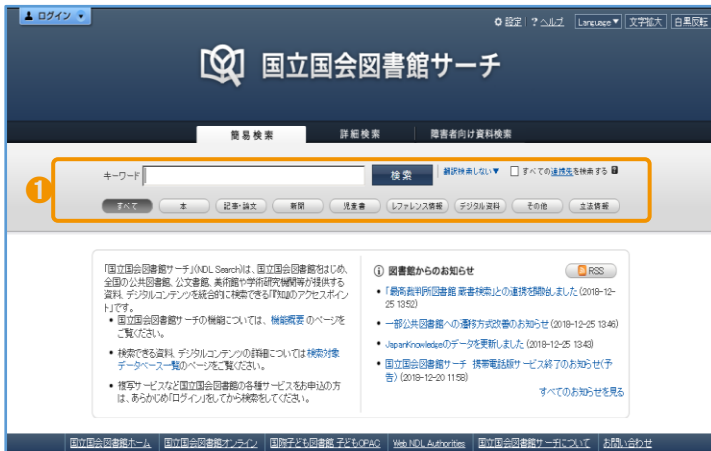 ログイン ▼
設定 | ? ヘルプ Language▼ 文字拡大 白黒反転
国立国会図書館サーチ
簡易検索 詳細検索 障害者向け資料検索
1
キーワード 検索 翻訳検索しない▼ すべての連携先を検索する ?
すべて 本 記事・論文 新聞 児童書 レファレンス情報 デジタル資料 その他 立法情報
「国立国会図書館サーチ」(NDL Search)は、国立国会図書館をはじめ、
全国の公共図書館、公文書館、美術館や学術研究機関等が提供する
資料、デジタルコンテンツを統合的に検索できる「『知』のアクセスポイン
ト」です。
• 国立国会図書館サーチの機能については、機能概要 のページを
ご覧ください。
• 検索できる資料、デジタルコンテンツの詳細については 検索対象
データベース一覧のページをご覧ください。
• 複写サービスなど国立国会図書館の各種サービスをお申込の方
は、あらかじめ「ログイン」をしてから検索をしてください。
図書館からのお知らせ RSS
• 「最高裁判所図書館 蔵書検索」との連携を開始しました (2018-12-
25 13:52)
• 一部公共図書館への遷移方式改善のお知らせ (2018-12-25 13:46)
• JapanKnowledgeのデータを更新しました (2018-12-25 13:43)
• 国立国会図書館サーチ 携帯電話版サービス終了のお知らせ(予
告) (2018-12-20 11:58)
すべてのお知らせを見る
国立国会図書館ホーム 国立国会図書館オンライン 国際子ども図書館 子どもOPAC Web NDL Authorities 国立国会図書館サーチについて お問い合わせ